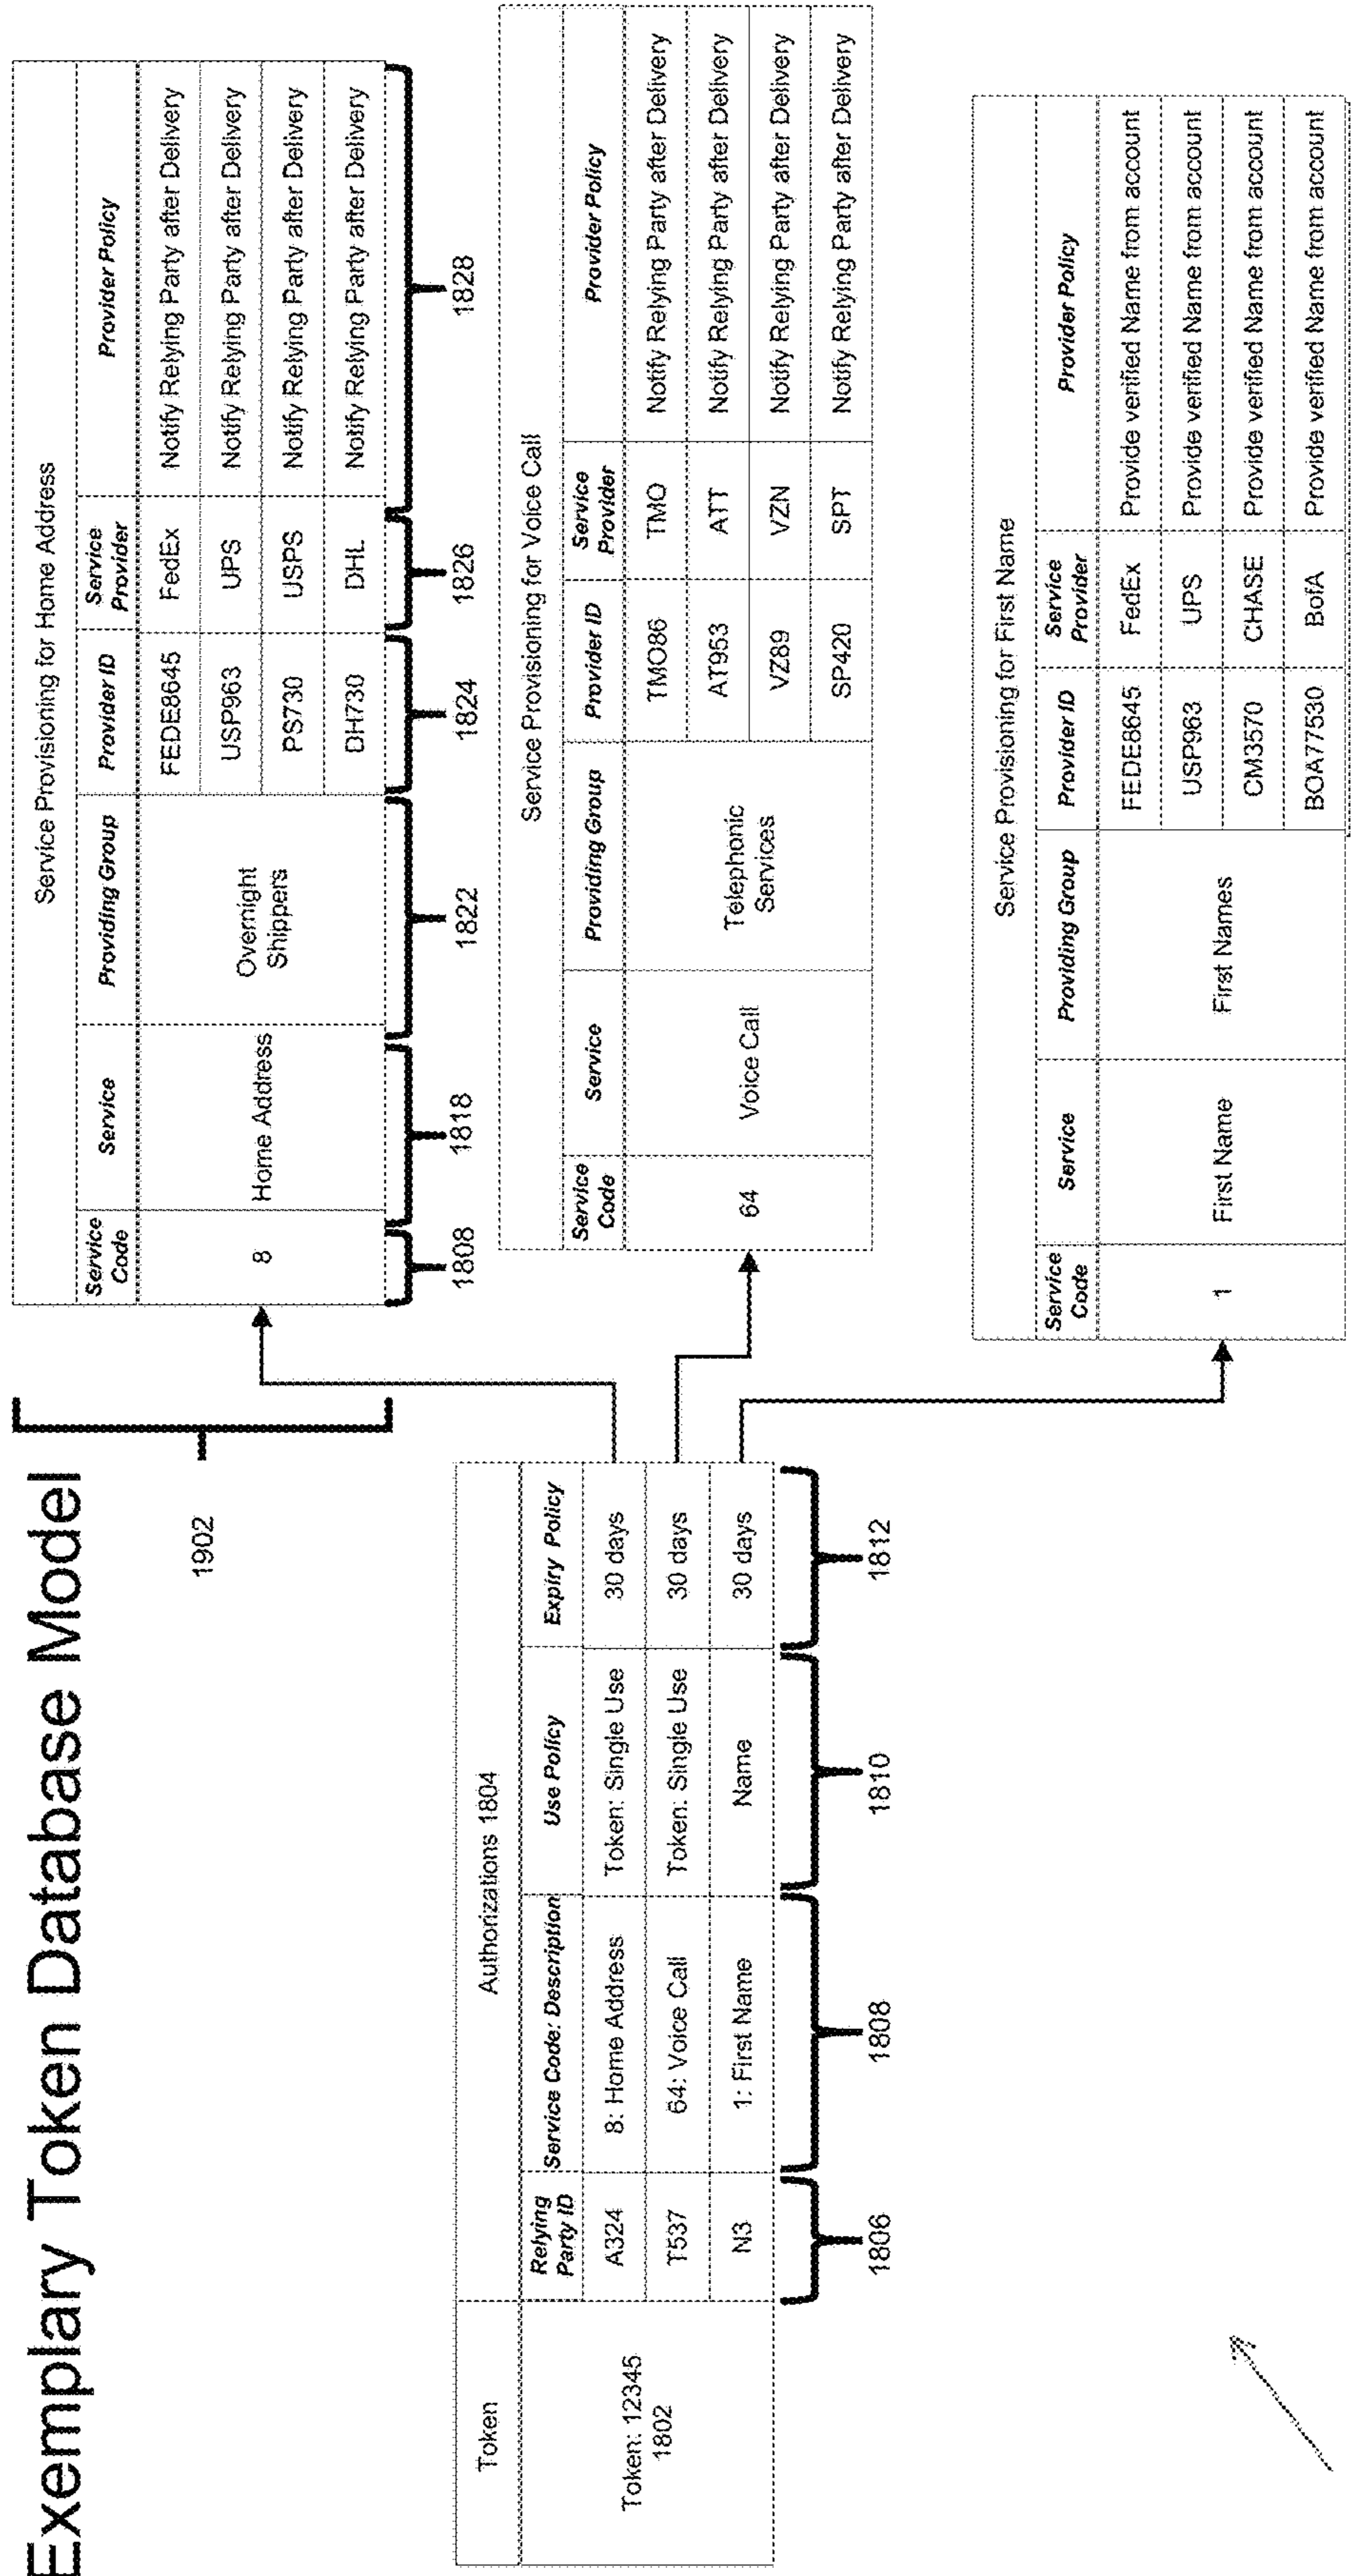 Exemplary Token Database Model
1902
Token
Authorizations 1804
Relying Party ID
Service Code: Description
Use Policy
Expiry Policy
Token: 12345
1802
A324
8: Home Address
Token: Single Use
30 days
T537
64: Voice Call
Token: Single Use
30 days
N3
1: First Name
Name
30 days
1806
1808
1810
1812
Service Provisioning for Home Address
Service Code
Service
Providing Group
Provider ID
Service Provider
Provider Policy
8
Home Address
Overnight Shippers
FEDE8645
FedEx
Notify Relying Party after Delivery
USP963
UPS
Notify Relying Party after Delivery
PS730
USPS
Notify Relying Party after Delivery
DH730
DHL
Notify Relying Party after Delivery
1808
1818
1822
1824
1826
1828
Service Provisioning for Voice Call
Service Code
Service
Providing Group
Provider ID
Service Provider
Provider Policy
64
Voice Call
Telephonic Services
TMO86
TMO
Notify Relying Party after Delivery
AT953
ATT
Notify Relying Party after Delivery
VZ89
VZN
Notify Relying Party after Delivery
SP420
SPT
Notify Relying Party after Delivery
Service Provisioning for First Name
Service Code
Service
Providing Group
Provider ID
Service Provider
Provider Policy
1
First Name
First Names
FEDE8645
FedEx
Provide verified Name from account
USP963
UPS
Provide verified Name from account
CM3570
CHASE
Provide verified Name from account
BOA77530
BofA
Provide verified Name from account